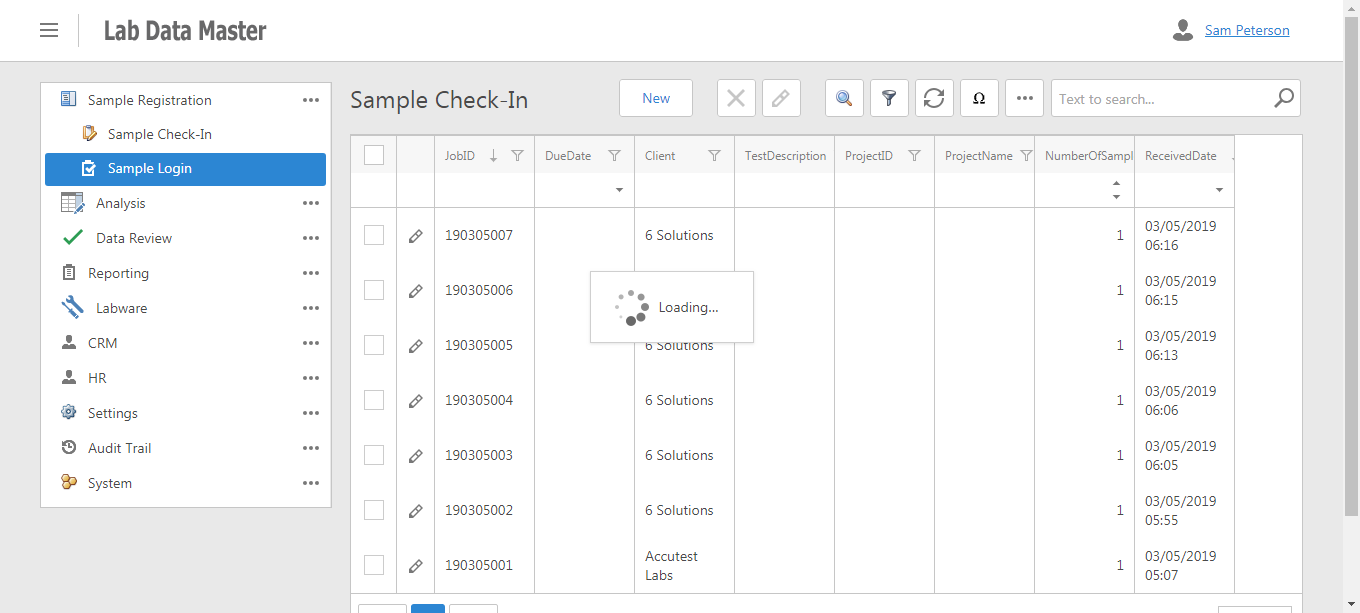 Lab Data Master
Sam Peterson
Sample Registration
Sample Check-In
Sample Login
Analysis
Data Review
Reporting
Labware
CRM
HR
Settings
Audit Trail
System
Sample Check-In
New
Ω
Text to search...
JobID DueDate Client TestDescription ProjectID ProjectName NumberOfSampl ReceivedDate
190305007 6 Solutions 1 03/05/2019
06:16
190305006 1 03/05/2019
06:15
Loading...
190305005 6 Solutions 1 03/05/2019
06:13
190305004 6 Solutions 1 03/05/2019
06:06
190305003 6 Solutions 1 03/05/2019
06:05
190305002 6 Solutions 1 03/05/2019
05:55
190305001 Accutest
Labs 1 03/05/2019
05:07